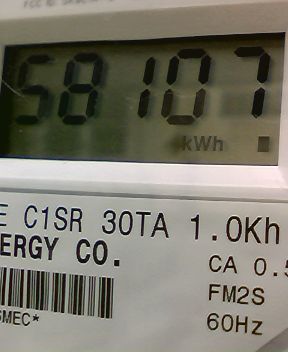 58107
kWh
E C1SR 30TA 1.0Kh
ERGY CO.
CA 0.5
FM2S
SMEC*
60Hz